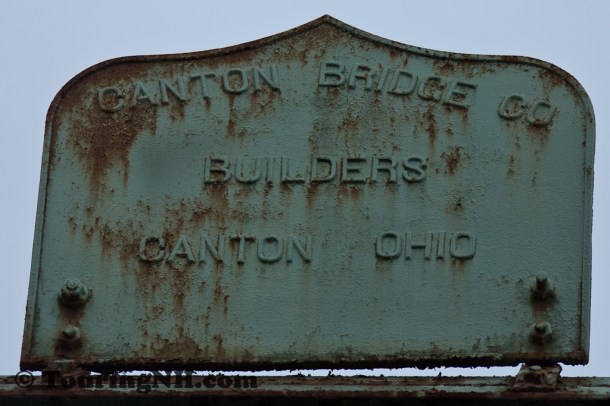 CANTON BRIDGE CO
BUILDERS
CANTON OHIO
© TouringNH.com